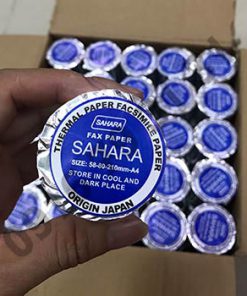 THERMAL PAPER FACSIMILE PAPER
SAHARA
FAX PAPER
SAHARA
SIZE: 58-80-216mm-A4
STORE IN COOL AND
DARK PLACE
ORIGIN JAPAN